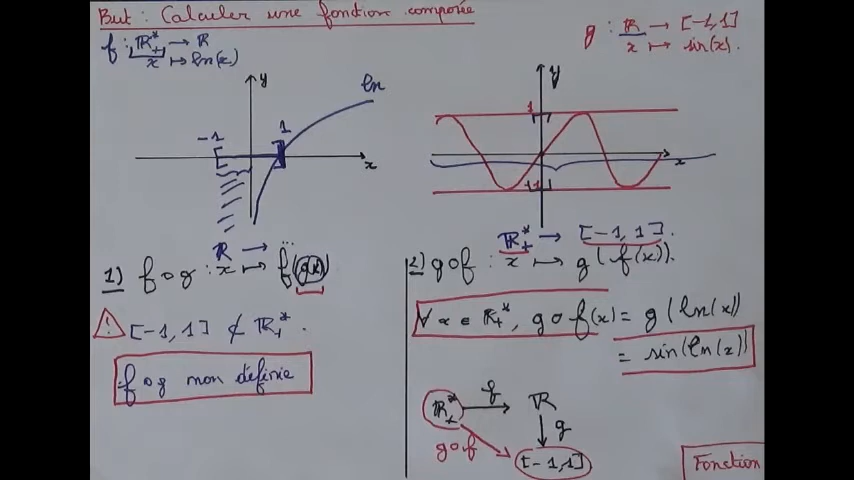 But : Calculer une fonction composée
f : ℝ₊* → ℝ
x ↦ ln(x)
g : ℝ → [-1,1]
x ↦ sin(x).
y
ln
-1
1
x
y
1
-1
x
ℝ → ...
1) f o g : x ↦ f(g(x))
⚠ [-1,1] ⊄ ℝ₊*.
f o g non définie
ℝ₊* → [-1,1].
2) g o f : x ↦ g(f(x)).
∀ x ∈ ℝ₊*, g o f(x) = g(ln(x))
= sin(ln(x))
ℝ₊* f ℝ
g
g o f
[-1,1]
Fonction